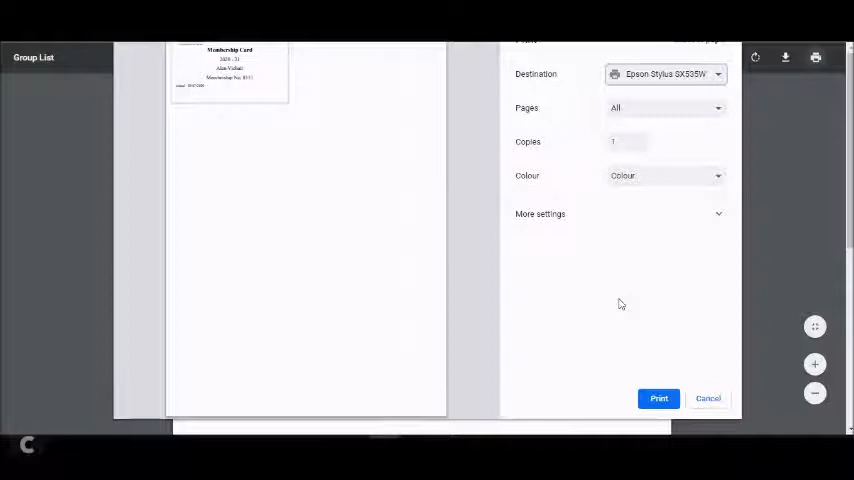 Group List
Membership Card
2020 - 21
Membership No.
Destination
Epson Stylus SX535W
Pages
All
Copies
1
Colour
Colour
More settings
Print
Cancel
C